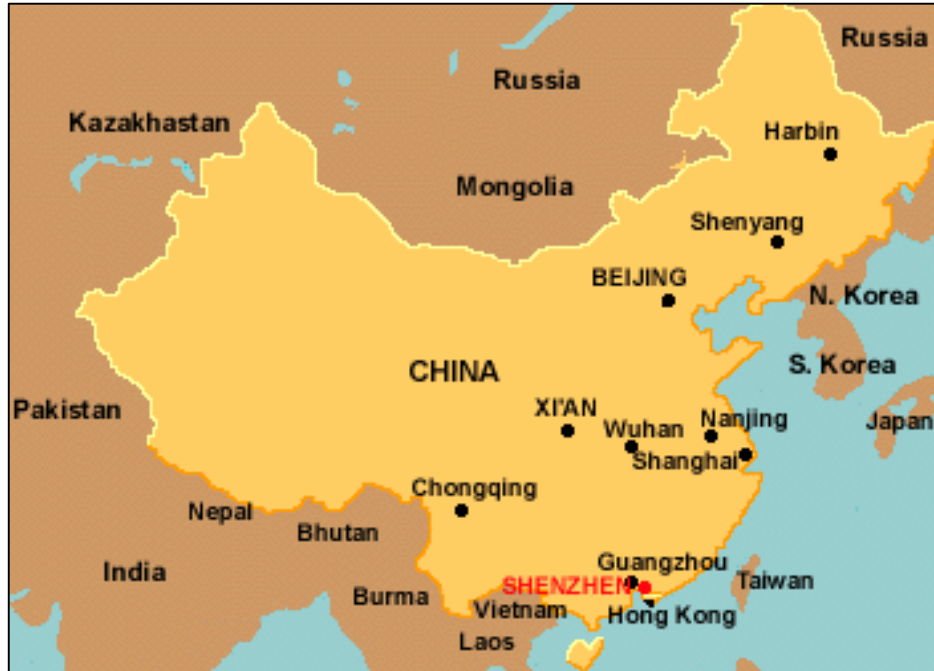 Russia
Russia
Kazakhastan
Harbin
Mongolia
Shenyang
BEIJING
N. Korea
CHINA
S. Korea
Pakistan
XI'AN
Nanjing
Japan
Wuhan
Shanghai
Chongqing
Nepal
Bhutan
Guangzhou
India
Taiwan
SHENZHEN
Burma
Vietnam
Hong Kong
Laos